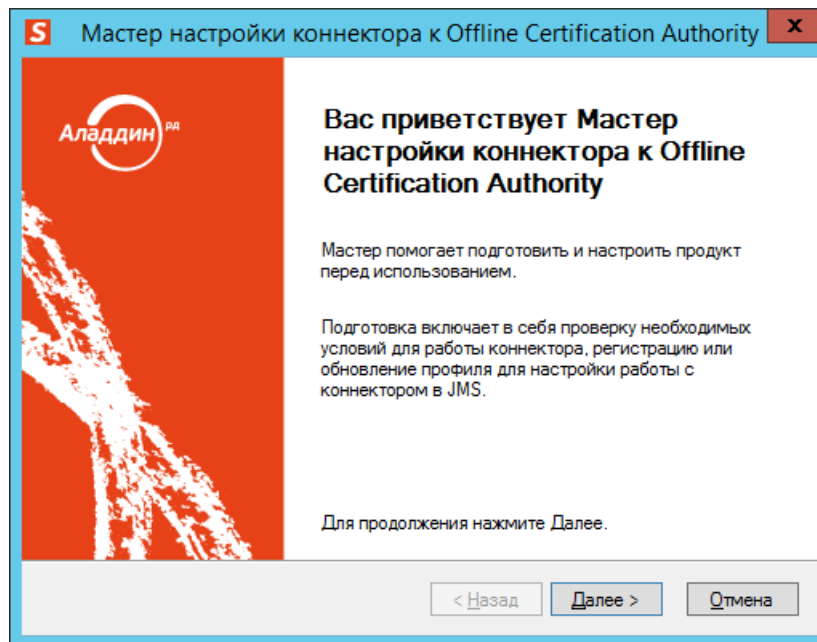 S Мастер настройки коннектора к Offline Certification Authority x
Аладдин РД
Вас приветствует Мастер
настройки коннектора к Offline
Certification Authority
Мастер помогает подготовить и настроить продукт
перед использованием.
Подготовка включает в себя проверку необходимых
условий для работы коннектора, регистрацию или
обновление профиля для настройки работы с
коннектором в JMS.
Для продолжения нажмите Далее.
< Назад Далее > Отмена